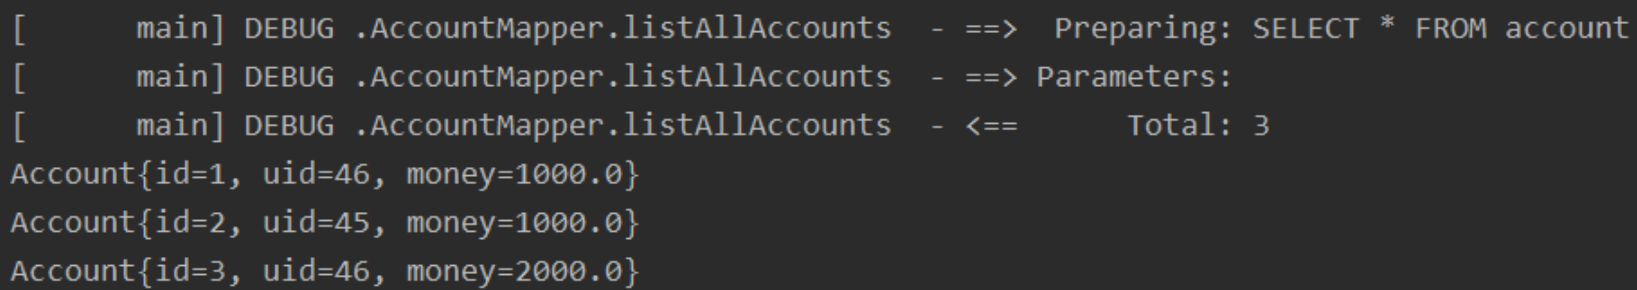 [      main] DEBUG .AccountMapper.listAllAccounts  - ==>  Preparing: SELECT * FROM account
[      main] DEBUG .AccountMapper.listAllAccounts  - ==> Parameters:
[      main] DEBUG .AccountMapper.listAllAccounts  - <==      Total: 3
Account{id=1, uid=46, money=1000.0}
Account{id=2, uid=45, money=1000.0}
Account{id=3, uid=46, money=2000.0}